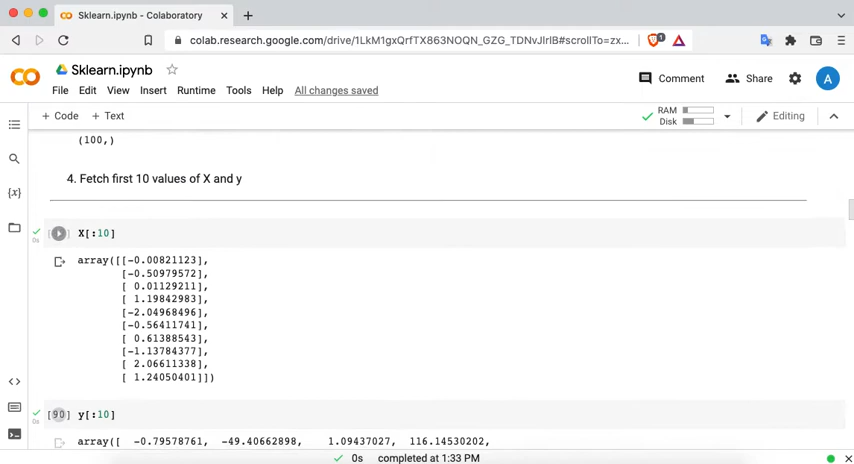 Sklearn.ipynb - Colaboratory
colab.research.google.com/drive/1LkM1gxQrfTX863NOQN_GZG_TDNvJIrlB#scrollTo=zx...
1
Sklearn.ipynb
File Edit View Insert Runtime Tools Help All changes saved
Comment Share A
+ Code + Text
RAM
Disk
Editing
(100,)
4. Fetch first 10 values of X and y
X[:10]
0s
array([[-0.00821123],
[-0.50979572],
[ 0.01129211],
[ 1.19842983],
[-2.04968496],
[-0.56411741],
[ 0.61388543],
[-1.13784377],
[ 2.06611338],
[ 1.24050401]])
[90] y[:10]
0s
array([ -0.79578761, -49.40662898, 1.09437027, 116.14530202,
0s completed at 1:33 PM